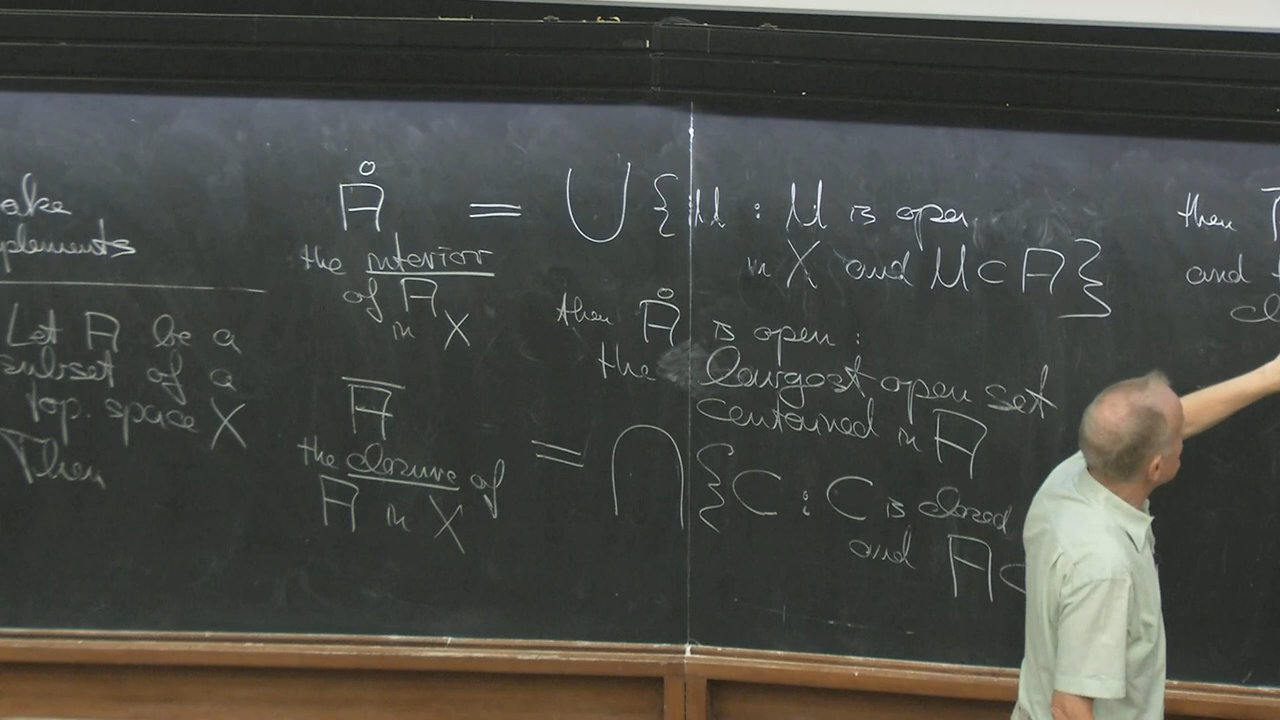 ake
plements
Let A be a
subset of a
top. space X
Then
Å = ∪ { U : U is open
the interior
of A
in X
in X and U ⊂ A }
then Å is open :
the largest open set
contained in A
A̅
the closure of
A in X
= ∩ { C : C is closed
and A ⊂
then
and
cl